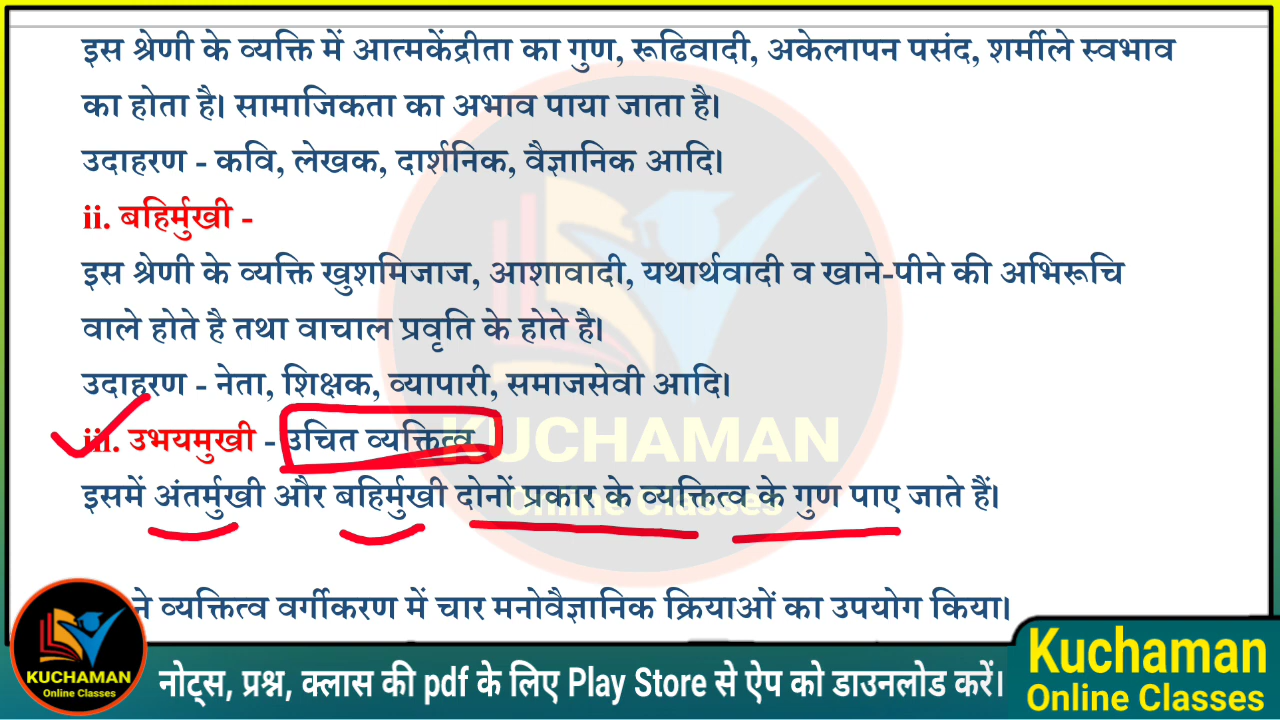 इस श्रेणी के व्यक्ति में आत्मकेंद्रीता का गुण, रूढिवादी, अकेलापन पसंद, शर्मीले स्वभाव
का होता है। सामाजिकता का अभाव पाया जाता है।
उदाहरण - कवि, लेखक, दार्शनिक, वैज्ञानिक आदि।
ii. बहिर्मुखी -
इस श्रेणी के व्यक्ति खुशमिजाज, आशावादी, यथार्थवादी व खाने-पीने की अभिरूचि
वाले होते है तथा वाचाल प्रवृति के होते है।
उदाहरण - नेता, शिक्षक, व्यापारी, समाजसेवी आदि।
iii. उभयमुखी - उचित व्यक्तित्व
KUCHAMAN
इसमें अंतर्मुखी और बहिर्मुखी दोनों प्रकार के व्यक्तित्व के गुण पाए जाते हैं।
Online Classes
ने व्यक्तित्व वर्गीकरण में चार मनोवैज्ञानिक क्रियाओं का उपयोग किया।
KUCHAMAN
Online Classes
नोट्स, प्रश्न, क्लास की pdf के लिए Play Store से ऐप को डाउनलोड करें।
Kuchaman
Online Classes